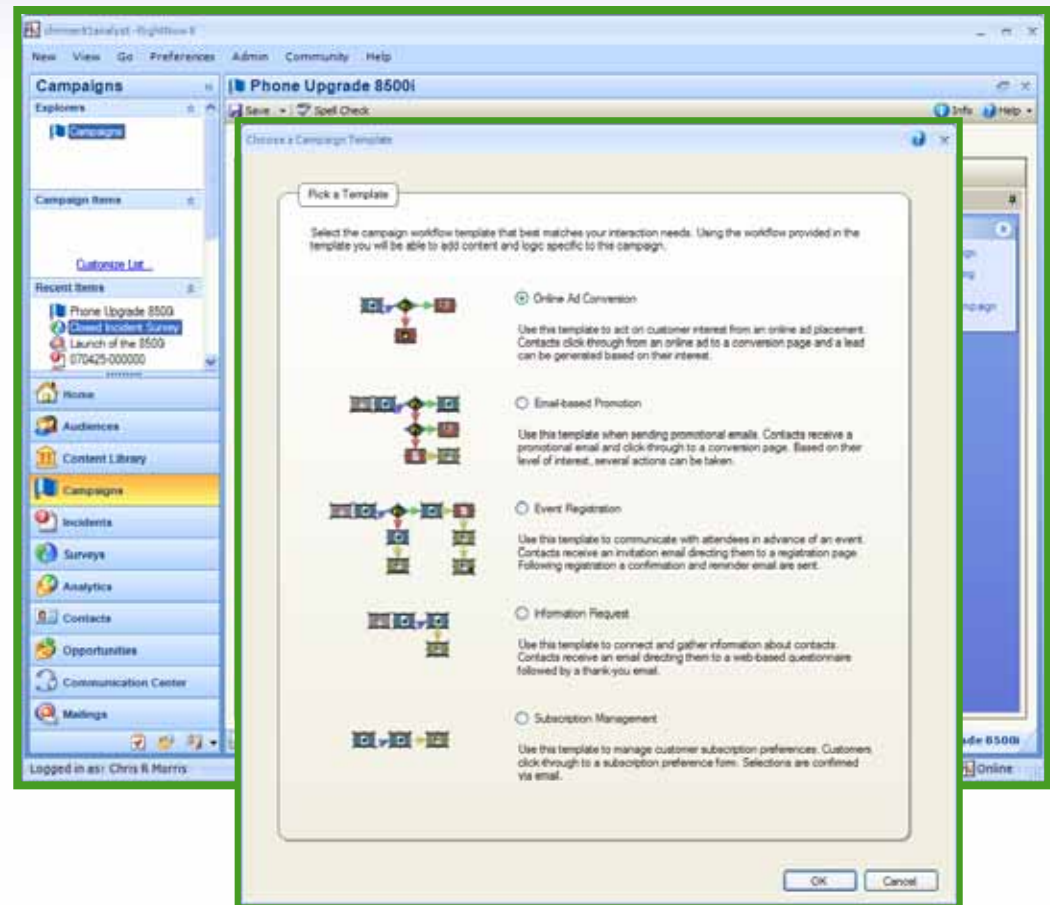 New View Go Preferences Admin Community Help
Campaigns
Phone Upgrade 8500i
Explorers
Save
Spell Check
Info
Help
Campaigns
Campaign Items
Customize List...
Recent Items
Phone Upgrade 8500i
Closed Incident Survey
Launch of the 8500i
070425-000000
Home
Audiences
Content Library
Campaigns
Incidents
Surveys
Analytics
Contacts
Opportunities
Communication Center
Mailings
Logged in as: Chris R Marris
Online
Choose a Campaign Template
Pick a Template
Select the campaign workflow template that best matches your interaction needs. Using the workflow provided in the
template you will be able to add content and logic specific to this campaign.
Online Ad Conversion
Use this template to act on customer interest from an online ad placement.
Contacts click through from an online ad to a conversion page and a lead
can be generated based on their interest.
Email-based Promotion
Use this template when sending promotional emails. Contacts receive a
promotional email and click through to a conversion page. Based on their
level of interest, several actions can be taken.
Event Registration
Use this template to communicate with attendees in advance of an event.
Contacts receive an invitation email directing them to a registration page.
Following registration a confirmation and reminder email are sent.
Information Request
Use this template to connect and gather information about contacts.
Contacts receive an email directing them to a web-based questionnaire
followed by a thank-you email.
Subscription Management
Use this template to manage customer subscription preferences. Customers
click through to a subscription preference form. Selections are confirmed
via email.
OK
Cancel